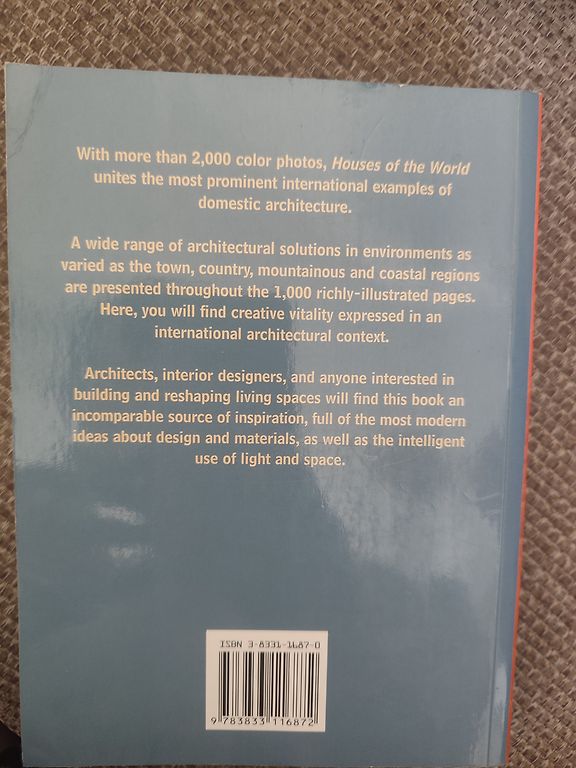 With more than 2,000 color photos, Houses of the World
unites the most prominent international examples of
domestic architecture.
A wide range of architectural solutions in environments as
varied as the town, country, mountainous and coastal regions
are presented throughout the 1,000 richly-illustrated pages.
Here, you will find creative vitality expressed in an
international architectural context.
Architects, interior designers, and anyone interested in
building and reshaping living spaces will find this book an
incomparable source of inspiration, full of the most modern
ideas about design and materials, as well as the intelligent
use of light and space.
ISBN 3-8331-1687-0
9 783833 116872